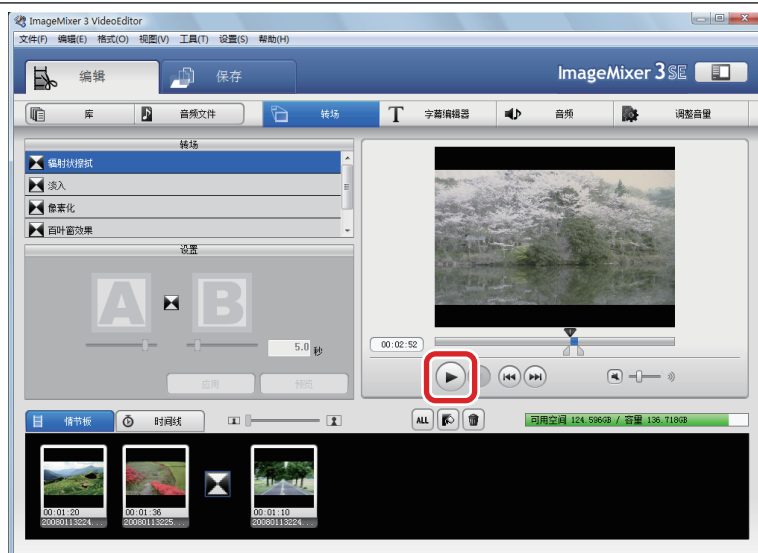 ImageMixer 3 VideoEditor
文件(F) 编辑(E) 格式(O) 视图(V) 工具(T) 设置(S) 帮助(H)
编辑 保存 ImageMixer 3 SE
库 音频文件 转场 T 字幕编辑器 音频 调整音量
转场
辐射状擦拭
淡入
像素化
百叶窗效果
设置
A B
5.0 秒
应用 预览
00:02:52
情节板 时间线 ALL 可用空间 124.596GB / 容量 136.718GB
00:01:20 00:01:36 00:01:10
20080113224... 20080113225... 20080113224...